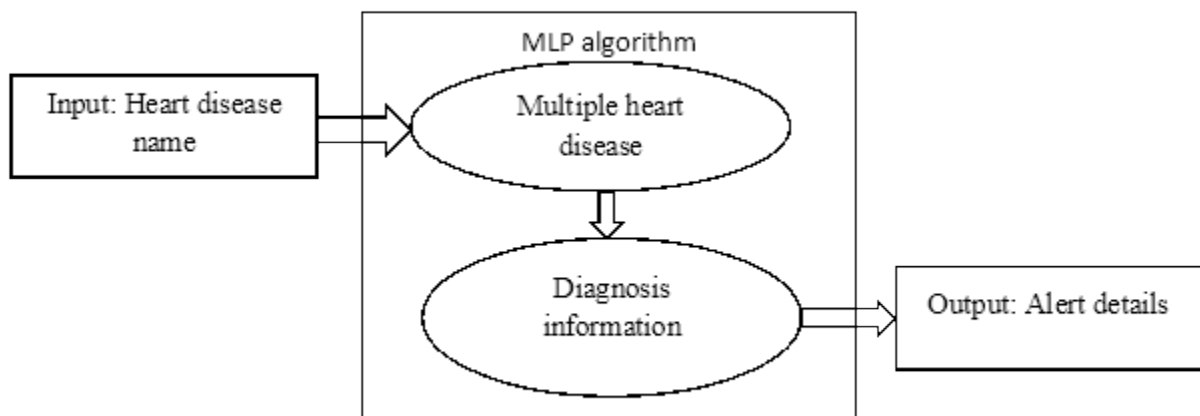 MLP algorithm
Input: Heart disease
name
Multiple heart
disease
Diagnosis
information
Output: Alert details